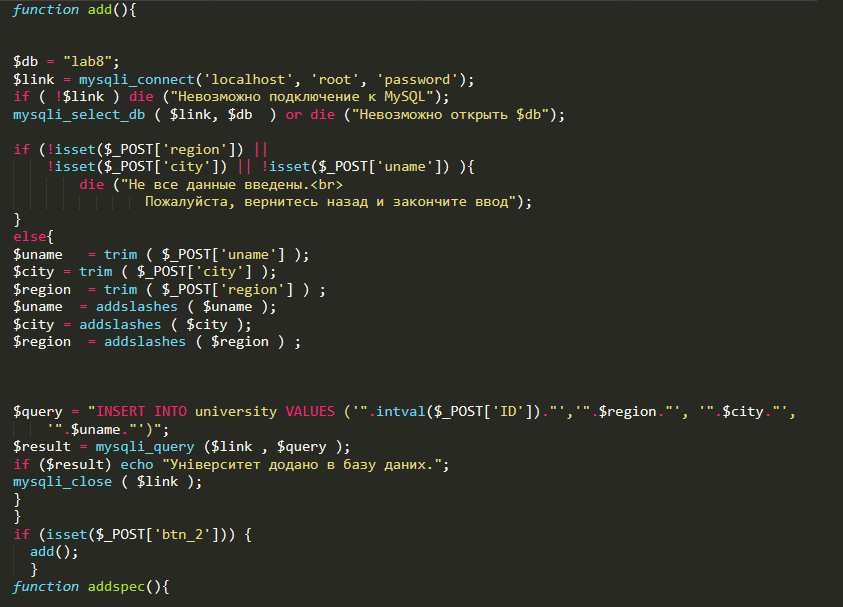 function add(){
$db = "lab8";
$link = mysqli_connect('localhost', 'root', 'password');
if ( !$link ) die ("Невозможно подключение к MySQL");
mysqli_select_db ( $link, $db  ) or die ("Невозможно открыть $db");
if (!isset($_POST['region']) ||
!isset($_POST['city']) || !isset($_POST['uname']) ){
die ("Не все данные введены.<br>
Пожалуйста, вернитесь назад и закончите ввод");
}
else{
$uname   = trim ( $_POST['uname'] );
$city = trim ( $_POST['city'] );
$region  = trim ( $_POST['region'] ) ;
$uname  = addslashes ( $uname );
$city = addslashes ( $city );
$region  = addslashes ( $region ) ;
$query = "INSERT INTO university VALUES ('".intval($_POST['ID'])."','".$region."', '".$city."',
'".$uname."')";
$result = mysqli_query ($link , $query );
if ($result) echo "Університет додано в базу даних.";
mysqli_close ( $link );
}
}
if (isset($_POST['btn_2'])) {
add();
}
function addspec(){